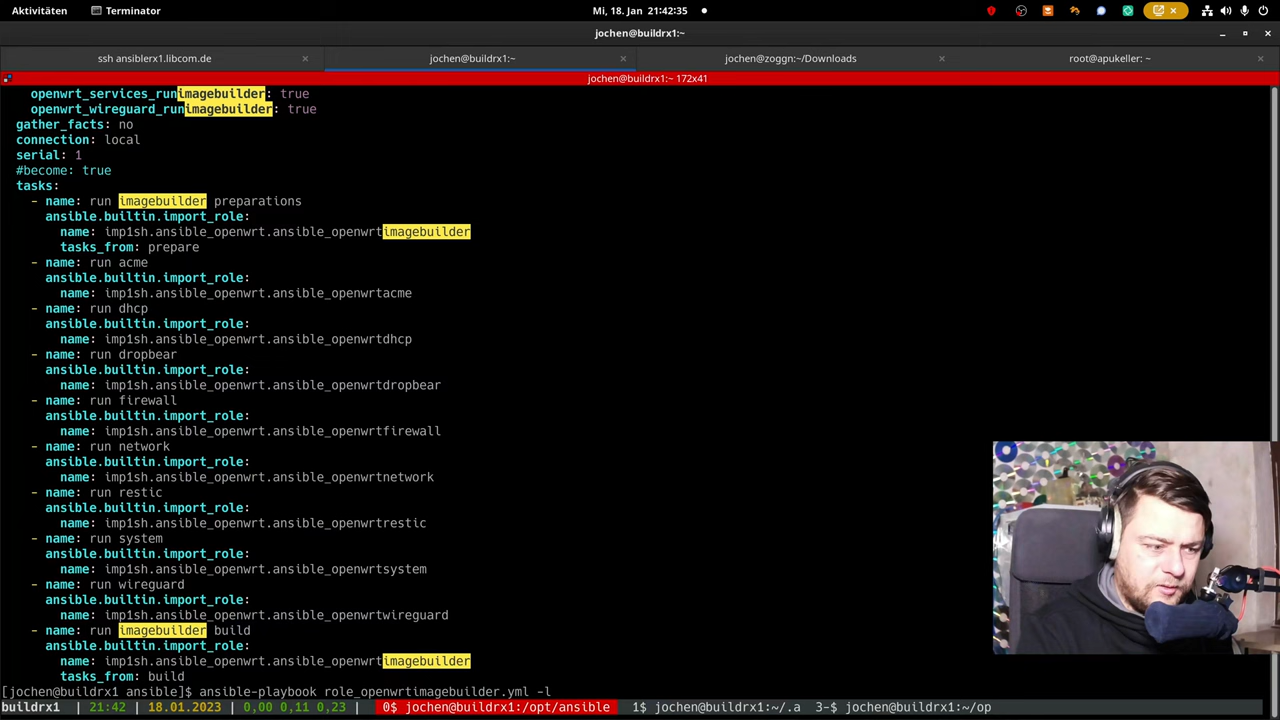 Aktivitäten
Terminator
Mi, 18. Jan 21:42:35
jochen@buildrx1:~
ssh ansiblerx1.libcom.de
jochen@buildrx1:~
jochen@zoggn:~/Downloads
root@apukeller: ~
jochen@buildrx1:~ 172x41
openwrt_services_runimagebuilder: true
openwrt_wireguard_runimagebuilder: true
gather_facts: no
connection: local
serial: 1
#become: true
tasks:
- name: run imagebuilder preparations
ansible.builtin.import_role:
name: imp1sh.ansible_openwrt.ansible_openwrtimagebuilder
tasks_from: prepare
- name: run acme
ansible.builtin.import_role:
name: imp1sh.ansible_openwrt.ansible_openwrtacme
- name: run dhcp
ansible.builtin.import_role:
name: imp1sh.ansible_openwrt.ansible_openwrtdhcp
- name: run dropbear
ansible.builtin.import_role:
name: imp1sh.ansible_openwrt.ansible_openwrtdropbear
- name: run firewall
ansible.builtin.import_role:
name: imp1sh.ansible_openwrt.ansible_openwrtfirewall
- name: run network
ansible.builtin.import_role:
name: imp1sh.ansible_openwrt.ansible_openwrtnetwork
- name: run restic
ansible.builtin.import_role:
name: imp1sh.ansible_openwrt.ansible_openwrtrestic
- name: run system
ansible.builtin.import_role:
name: imp1sh.ansible_openwrt.ansible_openwrtsystem
- name: run wireguard
ansible.builtin.import_role:
name: imp1sh.ansible_openwrt.ansible_openwrtwireguard
- name: run imagebuilder build
ansible.builtin.import_role:
name: imp1sh.ansible_openwrt.ansible_openwrtimagebuilder
tasks_from: build
[jochen@buildrx1 ansible]$ ansible-playbook role_openwrtimagebuilder.yml -l
buildrx1 | 21:42 | 18.01.2023 | 0,00 0,11 0,23 | 0$ jochen@buildrx1:/opt/ansible 1$ jochen@buildrx1:~/.a 3-$ jochen@buildrx1:~/op